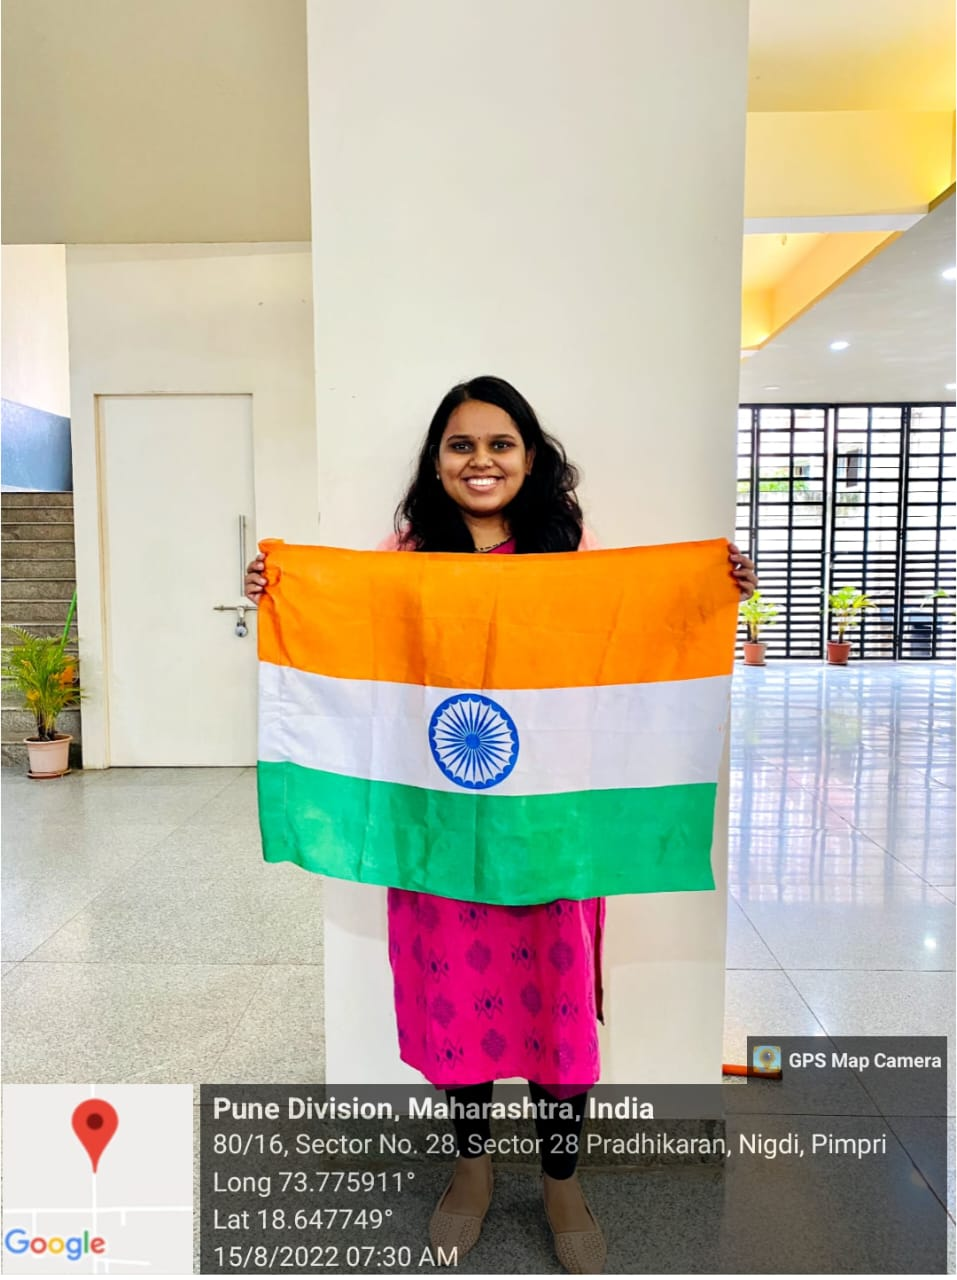 GPS Map Camera
Pune Division, Maharashtra, India
80/16, Sector No. 28, Sector 28 Pradhikaran, Nigdi, Pimpri
Long 73.775911°
Lat 18.647749°
15/8/2022 07:30 AM
Google